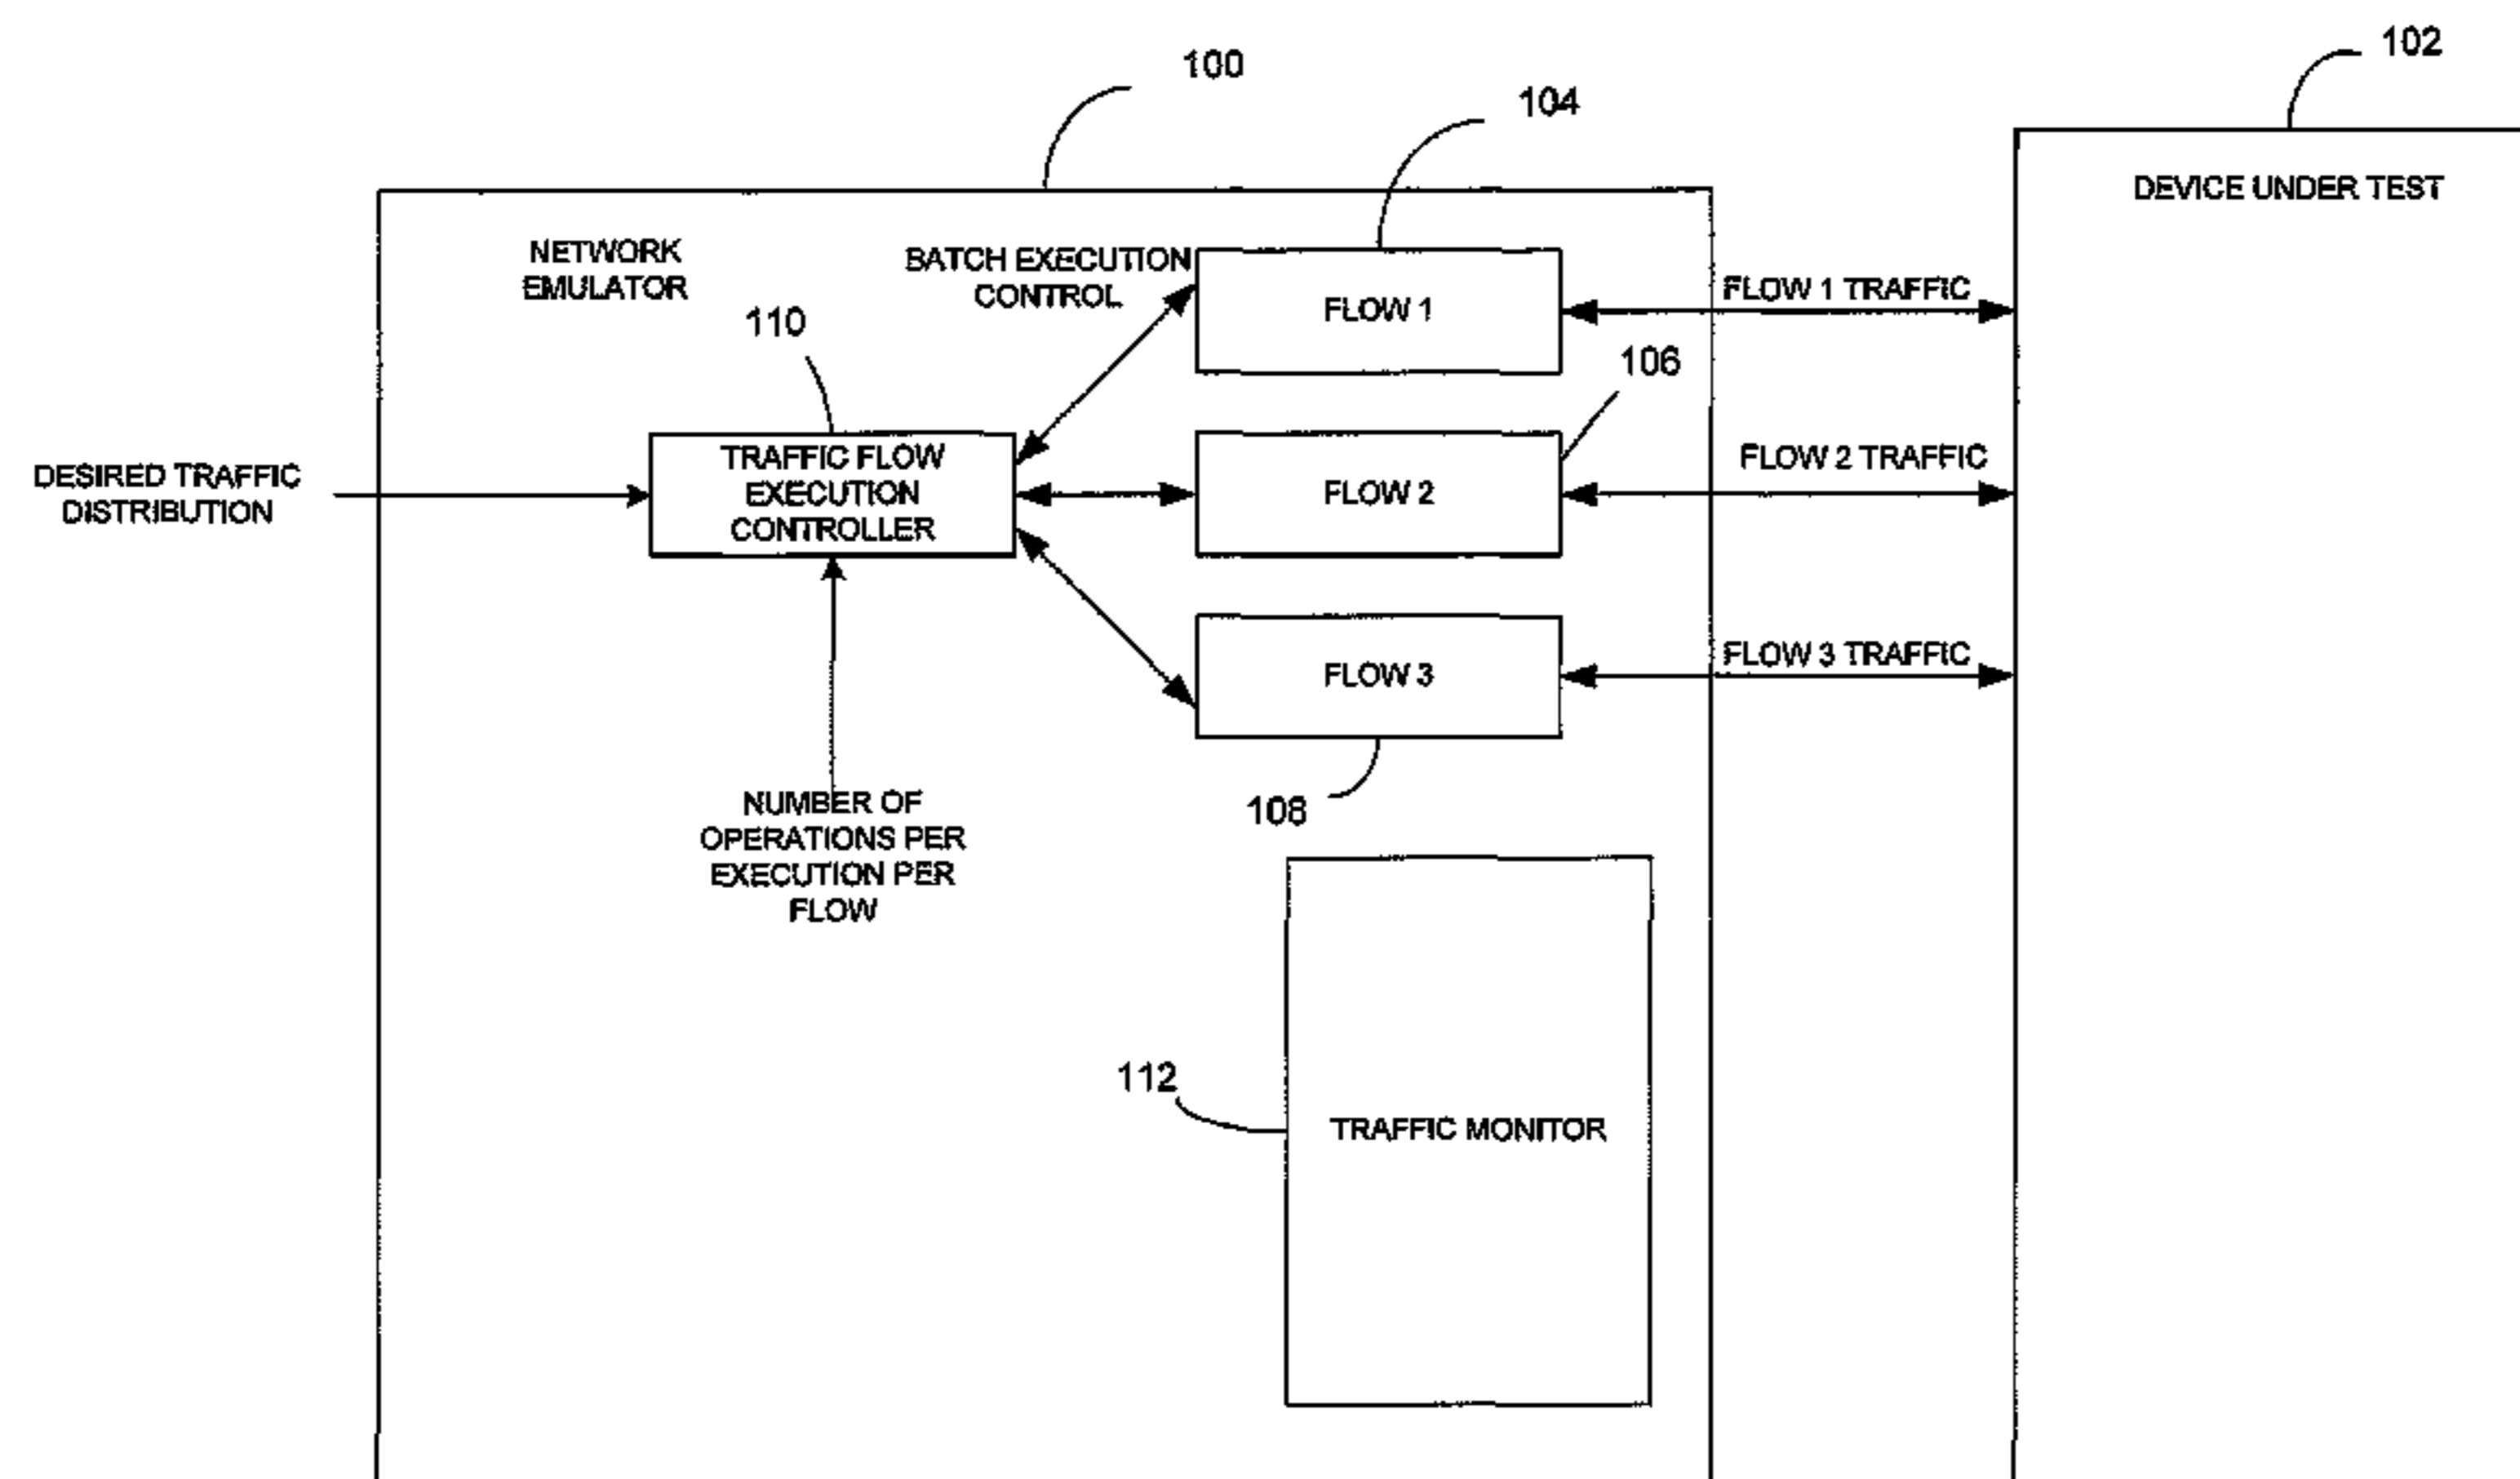 102
100
104
DEVICE UNDER TEST
NETWORK
EMULATOR
BATCH EXECUTION
CONTROL
FLOW 1
FLOW 1 TRAFFIC
110
106
DESIRED TRAFFIC
DISTRIBUTION
TRAFFIC FLOW
EXECUTION
CONTROLLER
FLOW 2
FLOW 2 TRAFFIC
FLOW 3
FLOW 3 TRAFFIC
108
NUMBER OF
OPERATIONS PER
EXECUTION PER
FLOW
112
TRAFFIC MONITOR